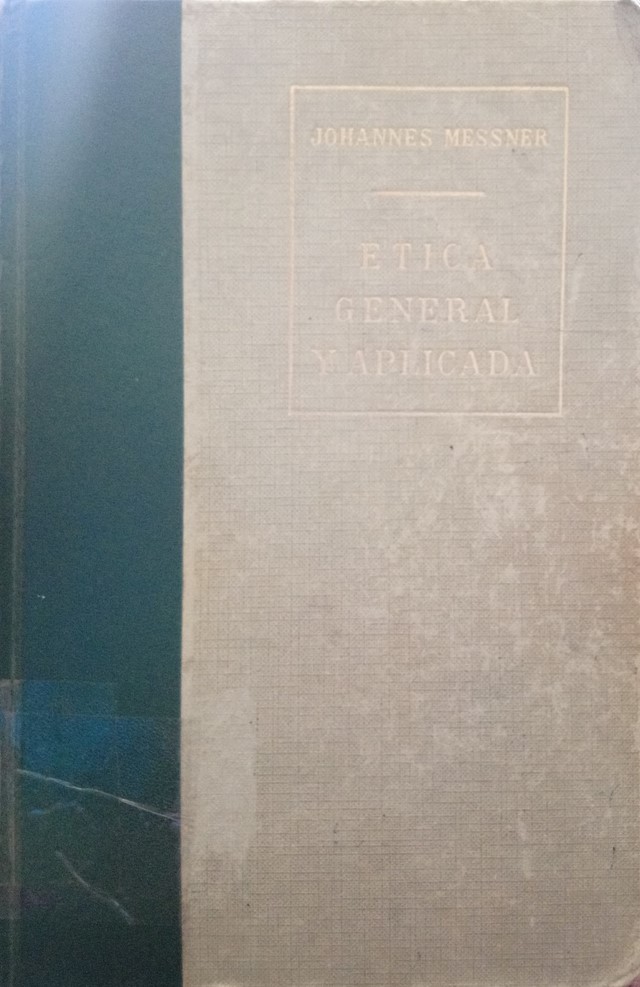 JOHANNES MESSNER
ETICA
GENERAL
Y APLICADA